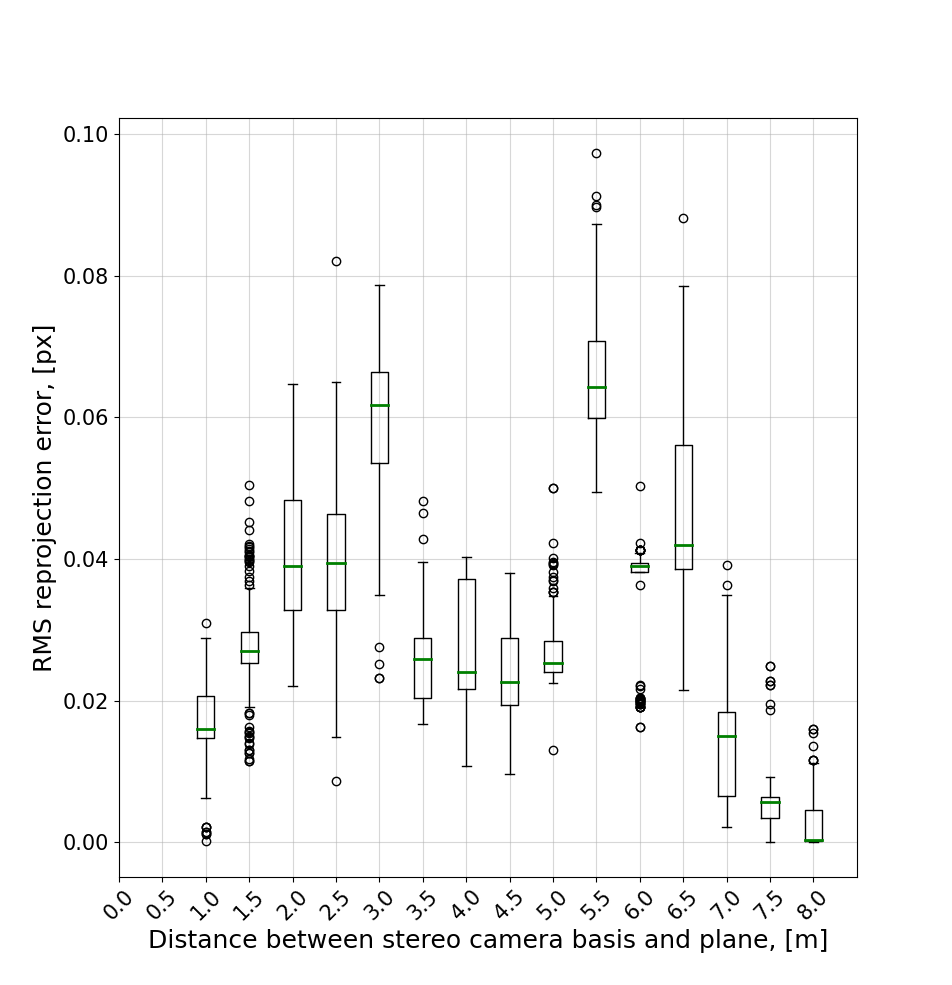 0.10
0.08
0.06
0.04
0.02
0.00
RMS reprojection error, [px]
0.0 0.5 1.0 1.5 2.0 2.5 3.0 3.5 4.0 4.5 5.0 5.5 6.0 6.5 7.0 7.5 8.0
Distance between stereo camera basis and plane, [m]